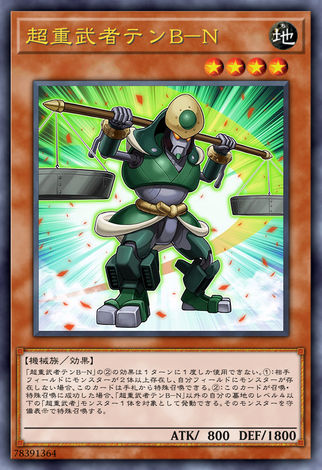 超重武者テンB－N
地
[機械族／効果]
「超重武者テンB－N」の②の効果は１ターンに１度しか使用できない。①：相手
フィールドにモンスターが２体以上存在し、自分フィールドにモンスターが存
在しない場合、このカードは手札から特殊召喚できる。②：このカードが召喚・
特殊召喚に成功した場合、「超重武者テンB－N」以外の自分の墓地のレベル４以
下の「超重武者」モンスター１体を対象として発動できる。そのモンスターを守
備表示で特殊召喚する。
ATK/ 800 DEF/1800
78391364